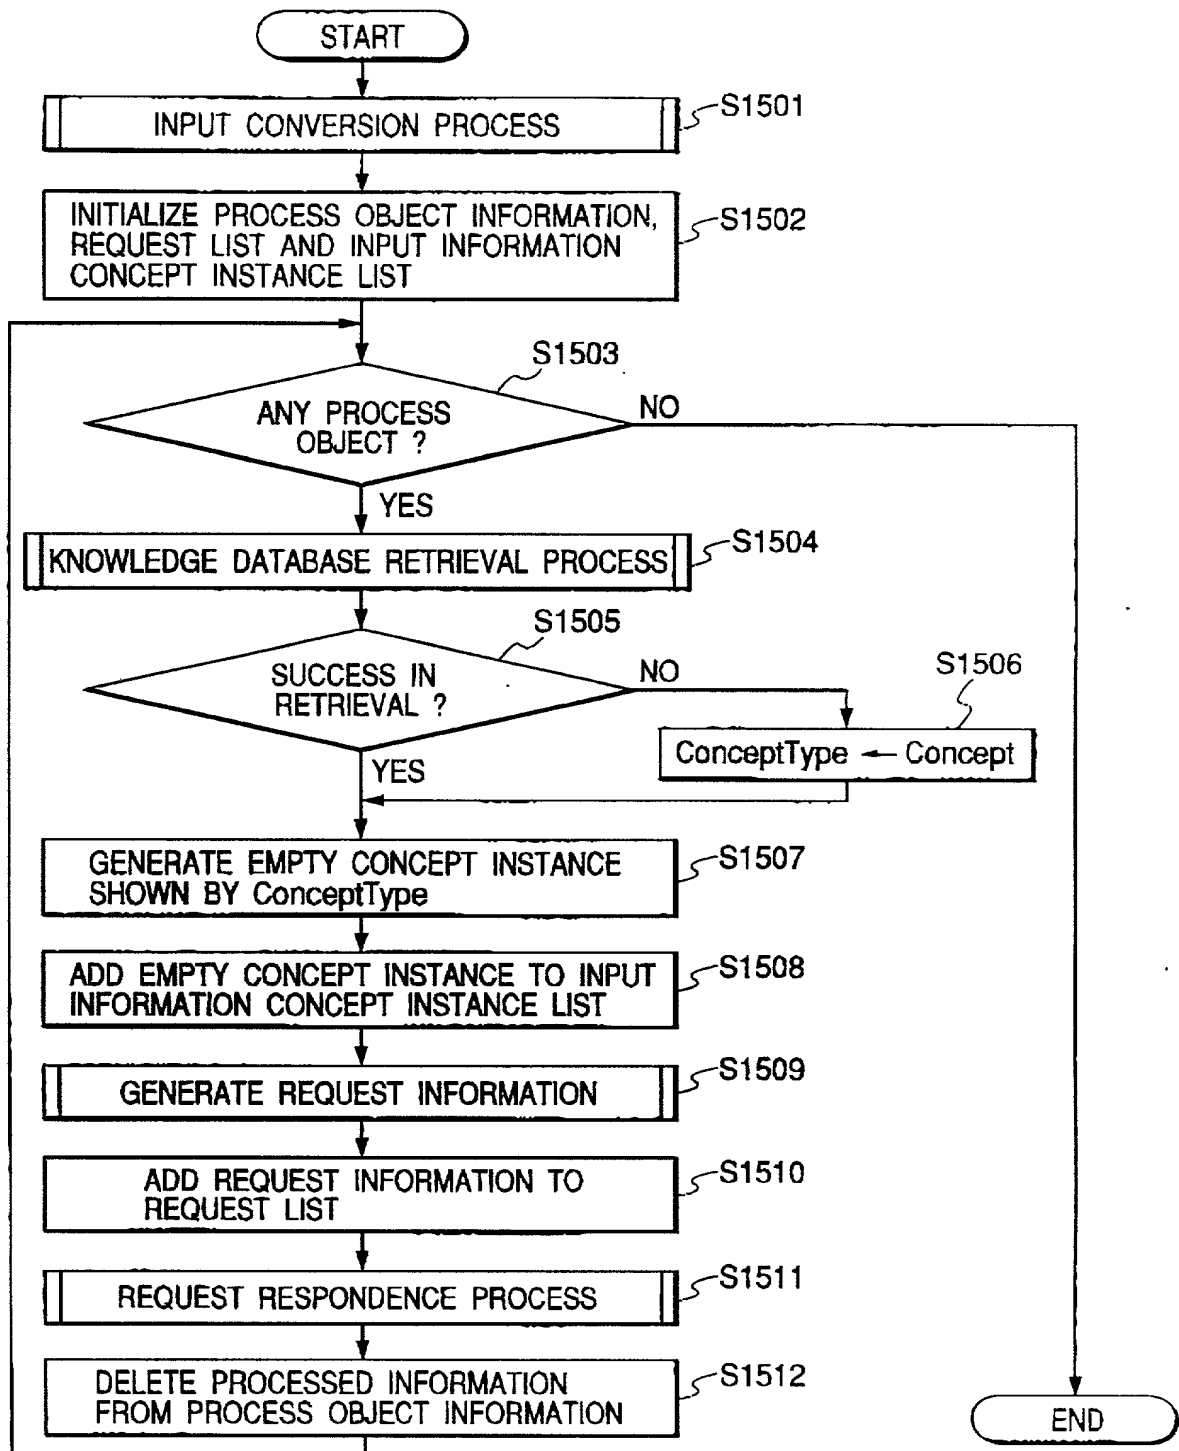 START
INPUT CONVERSION PROCESS
S1501
INITIALIZE PROCESS OBJECT INFORMATION,
REQUEST LIST AND INPUT INFORMATION
CONCEPT INSTANCE LIST
S1502
S1503
ANY PROCESS
OBJECT ?
NO
YES
KNOWLEDGE DATABASE RETRIEVAL PROCESS
S1504
S1505
SUCCESS IN
RETRIEVAL ?
NO
YES
S1506
ConceptType ← Concept
GENERATE EMPTY CONCEPT INSTANCE
SHOWN BY ConceptType
S1507
ADD EMPTY CONCEPT INSTANCE TO INPUT
INFORMATION CONCEPT INSTANCE LIST
S1508
GENERATE REQUEST INFORMATION
S1509
ADD REQUEST INFORMATION TO
REQUEST LIST
S1510
REQUEST RESPONDENCE PROCESS
S1511
DELETE PROCESSED INFORMATION
FROM PROCESS OBJECT INFORMATION
S1512
END